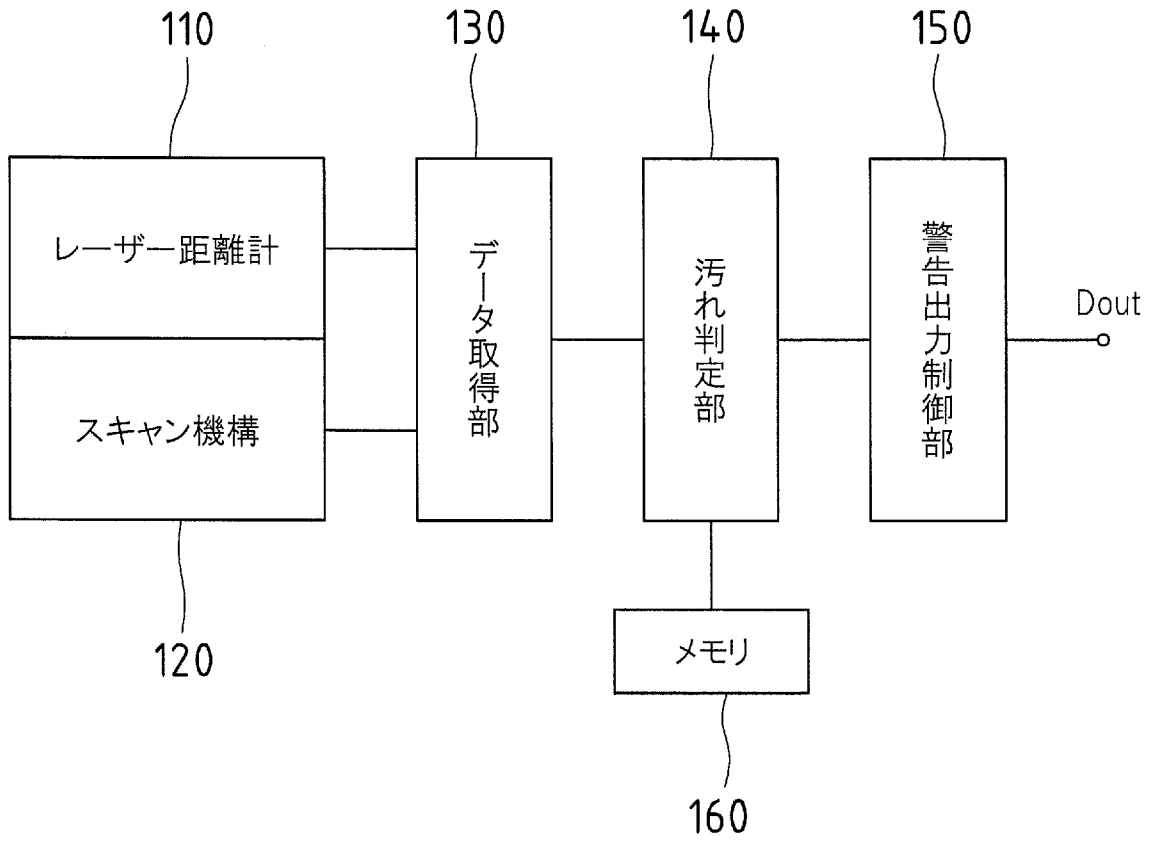 110
130
140
150
レーザー距離計
スキャン機構
データ取得部
汚れ判定部
警告出力制御部
Dout
メモリ
120
160